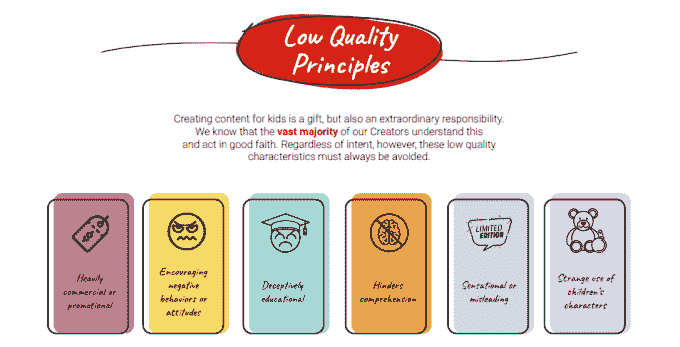 Low Quality
Principles
Creating content for kids is a gift, but also an extraordinary responsibility.
We know that the vast majority of our Creators understand this
and act in good faith. Regardless of intent, however, these low quality
characteristics must always be avoided.
Heavily
commercial or
promotional
Encouraging
negative
behaviors or
attitudes
Deceptively
educational
Hinders
comprehension
LIMITED
EDITION
Sensational or
misleading
Strange use of
children's
characters